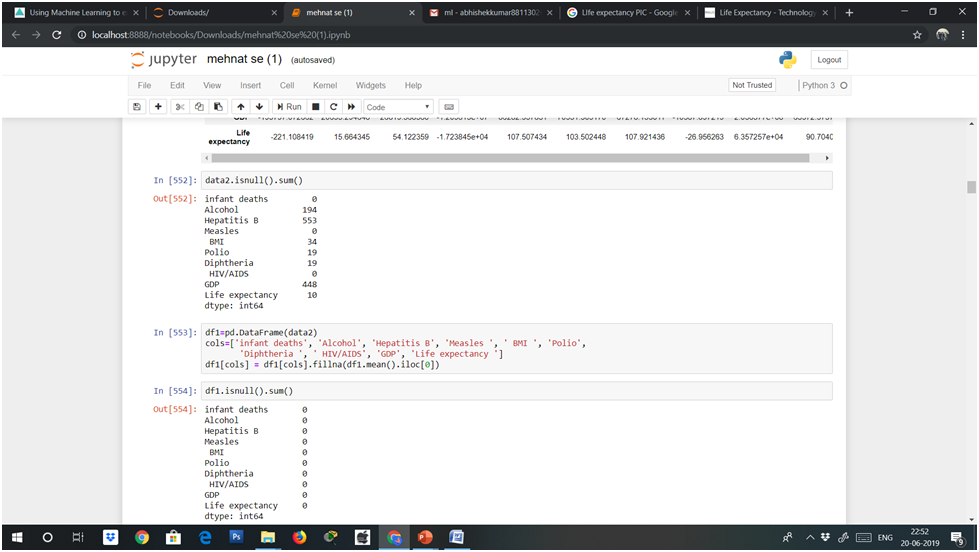 Using Machine Learning to e
Downloads/
mehnat se (1)
ml - abhishekkumar881130
LIfe expectancy PIC - Google
Life Expectancy - Technology
localhost:8888/notebooks/Downloads/mehnat%20se%20(1).ipynb
jupyter mehnat se (1) (autosaved)
Logout
File Edit View Insert Cell Kernel Widgets Help
Not Trusted
Python 3
Run
Code
Life
expectancy
-221.108419 15.664345 54.122359 -1.723845e+04 107.507434 103.502448 107.921436 -26.956263 6.357257e+04 90.7040
In [552]: data2.isnull().sum()
Out[552]: infant deaths 0
Alcohol 194
Hepatitis B 553
Measles 0
BMI 34
Polio 19
Diphtheria 19
HIV/AIDS 0
GDP 448
Life expectancy 10
dtype: int64
In [553]: df1=pd.DataFrame(data2)
cols=['infant deaths', 'Alcohol', 'Hepatitis B', 'Measles ', ' BMI ', 'Polio',
'Diphtheria ', ' HIV/AIDS', 'GDP', 'Life expectancy ']
df1[cols] = df1[cols].fillna(df1.mean().iloc[0])
In [554]: df1.isnull().sum()
Out[554]: infant deaths 0
Alcohol 0
Hepatitis B 0
Measles 0
BMI 0
Polio 0
Diphtheria 0
HIV/AIDS 0
GDP 0
Life expectancy 0
dtype: int64
ENG
22:52
20-06-2019